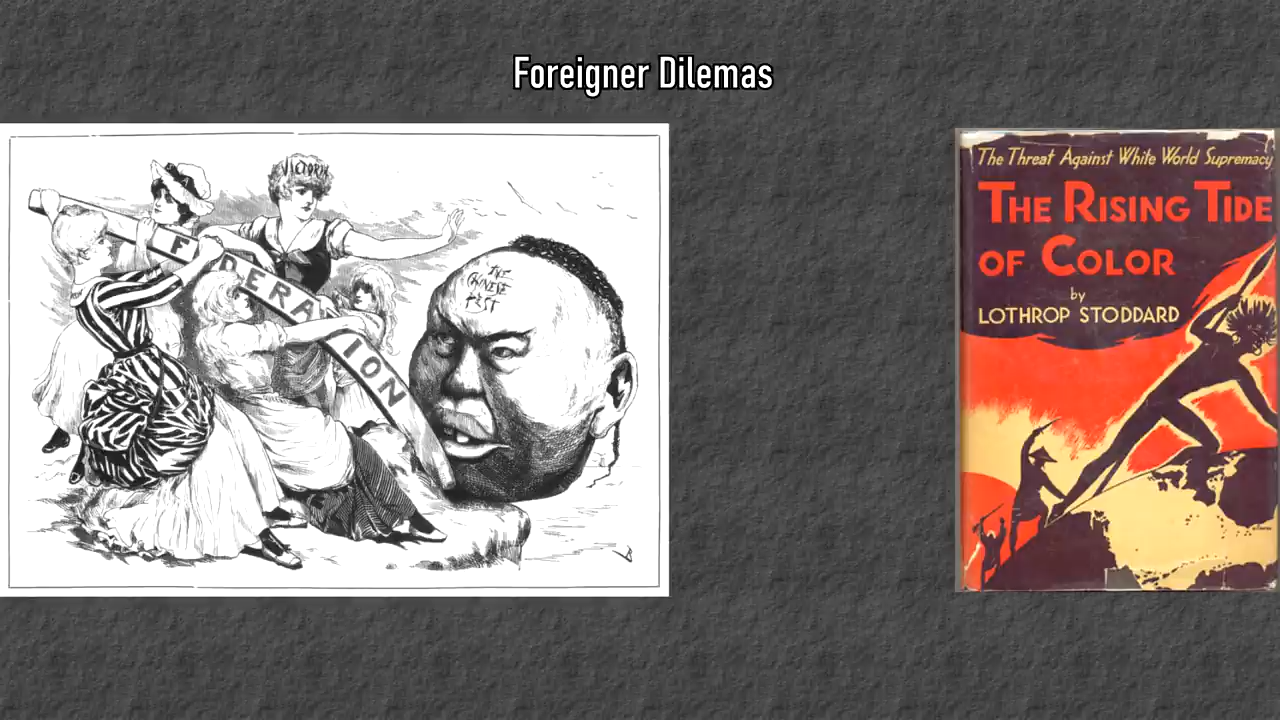 Foreigner Dilemas
VICTORIA
FEDERATION
THE
CHINESE
PEST
The Threat Against White World Supremacy
THE RISING TIDE
OF COLOR
by
LOTHROP STODDARD